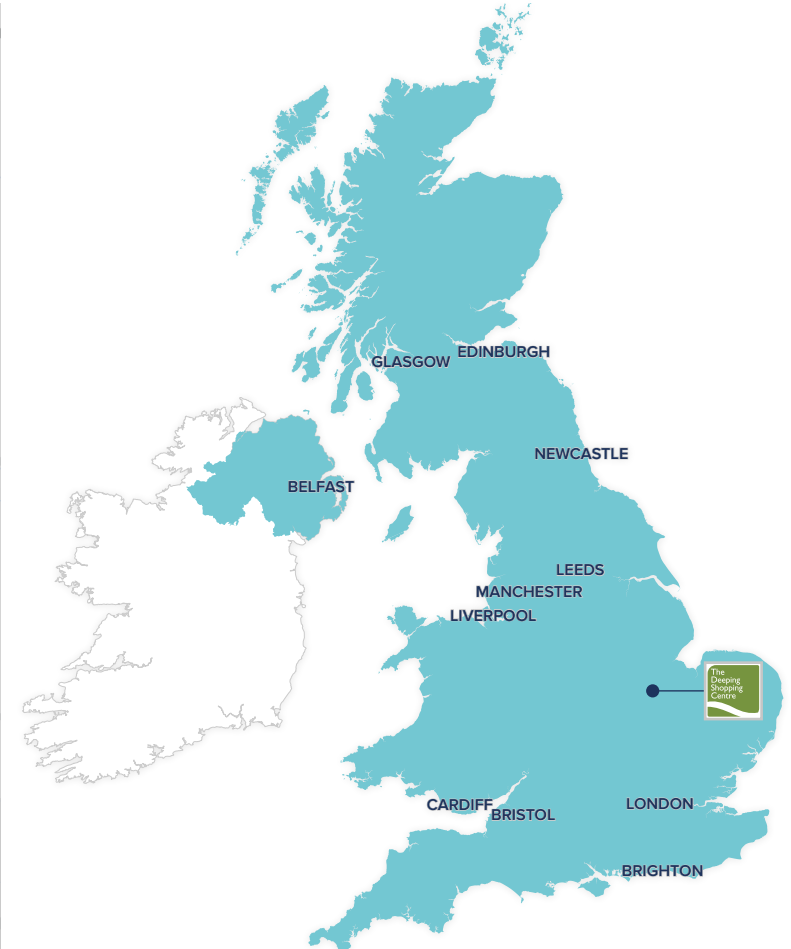 EDINBURGH
GLASGOW
NEWCASTLE
BELFAST
LEEDS
MANCHESTER
LIVERPOOL
The
Deeping
Shopping
Centre
LONDON
CARDIFF
BRISTOL
BRIGHTON